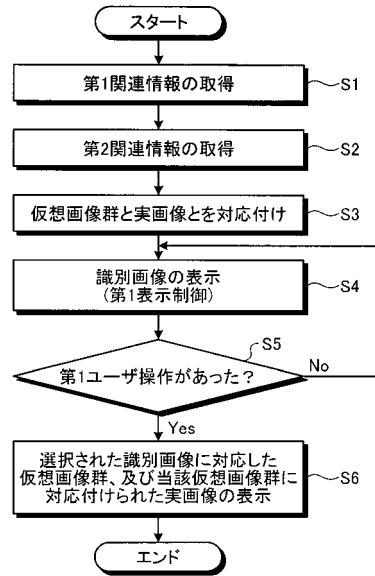 スタート
第1関連情報の取得
S1
第2関連情報の取得
S2
仮想画像群と実画像とを対応付け
S3
識別画像の表示
(第1表示制御)
S4
S5
第1ユーザ操作があった?
No
Yes
選択された識別画像に対応した
仮想画像群、及び当該仮想画像群に
対応付けられた実画像の表示
S6
エンド